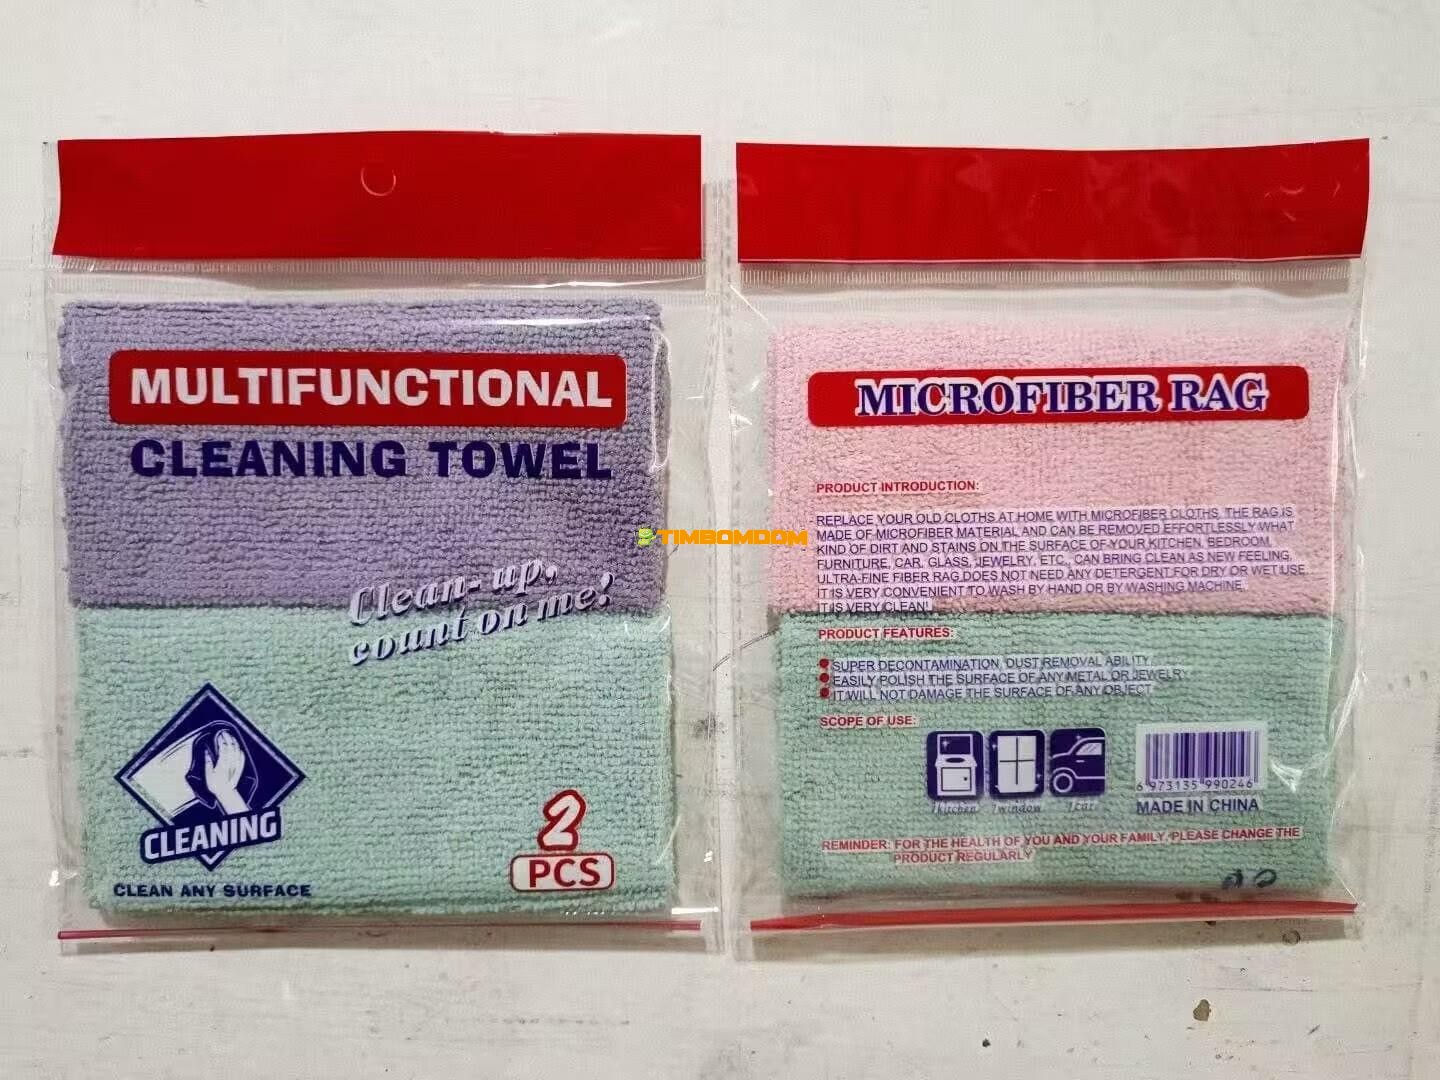 MULTIFUNCTIONAL
CLEANING TOWEL
Clean-up,
count on me!
CLEANING
CLEAN ANY SURFACE
2
PCS
TIMBOMDOM
MICROFIBER RAG
PRODUCT INTRODUCTION:
REPLACE YOUR OLD CLOTHS AT HOME WITH MICROFIBER CLOTHS, THE RAG IS
MADE OF MICROFIBER MATERIAL AND CAN BE REMOVED EFFORTLESSLY WHAT
KIND OF DIRT AND STAINS ON THE SURFACE OF YOUR KITCHEN, BEDROOM,
FURNITURE, CAR, GLASS, JEWELRY, ETC., CAN BRING CLEAN AS NEW FEELING,
ULTRA-FINE FIBER RAG DOES NOT NEED ANY DETERGENT FOR DRY OR WET USE
IT IS VERY CONVENIENT TO WASH BY HAND OR BY WASHING MACHINE,
IT IS VERY CLEAN!
PRODUCT FEATURES:
SUPER DECONTAMINATION, DUST REMOVAL ABILITY
EASILY POLISH THE SURFACE OF ANY METAL OR JEWELRY
IT WILL NOT DAMAGE THE SURFACE OF ANY OBJECT
SCOPE OF USE:
/kitchen /window /car
6 973135 990246
MADE IN CHINA
REMINDER: FOR THE HEALTH OF YOU AND YOUR FAMILY, PLEASE CHANGE THE
PRODUCT REGULARLY